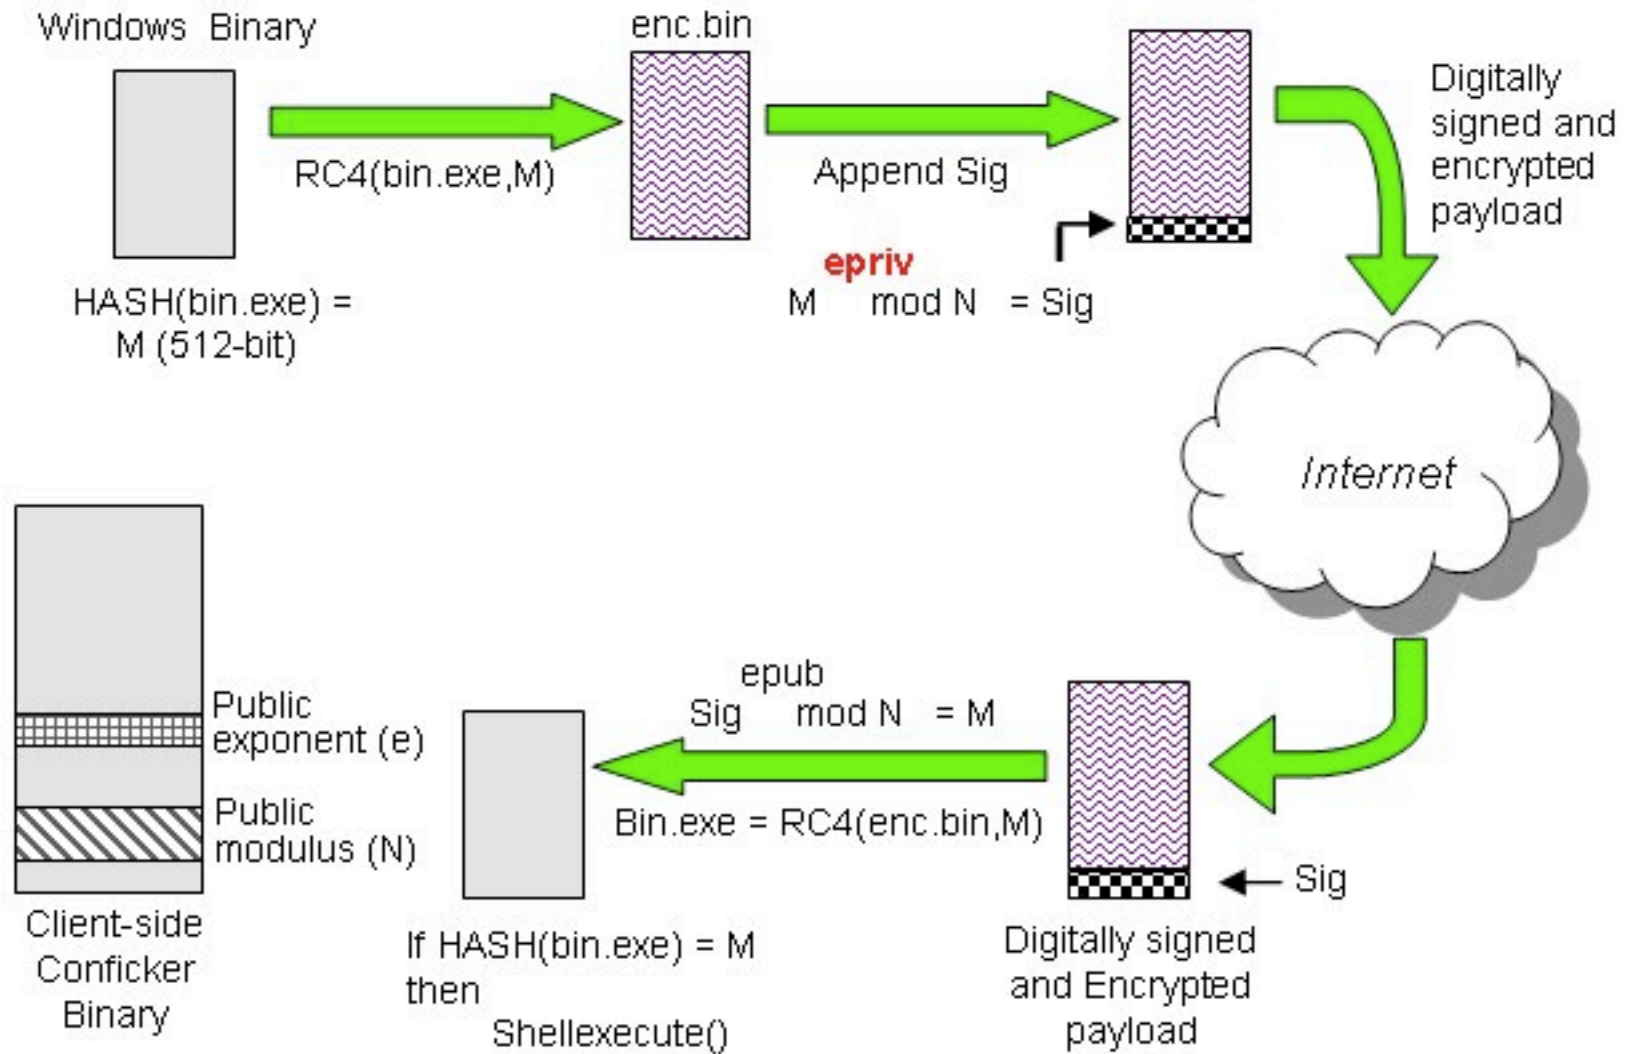 Windows Binary
enc.bin
RC4(bin.exe,M)
Append Sig
Digitally
signed and
encrypted
payload
HASH(bin.exe) =
M (512-bit)
epriv
M mod N = Sig
Internet
Public
exponent (e)
Public
modulus (N)
Client-side
Conficker
Binary
epub
Sig mod N = M
Bin.exe = RC4(enc.bin,M)
If HASH(bin.exe) = M
then
Shellexecute()
Sig
Digitally signed
and Encrypted
payload